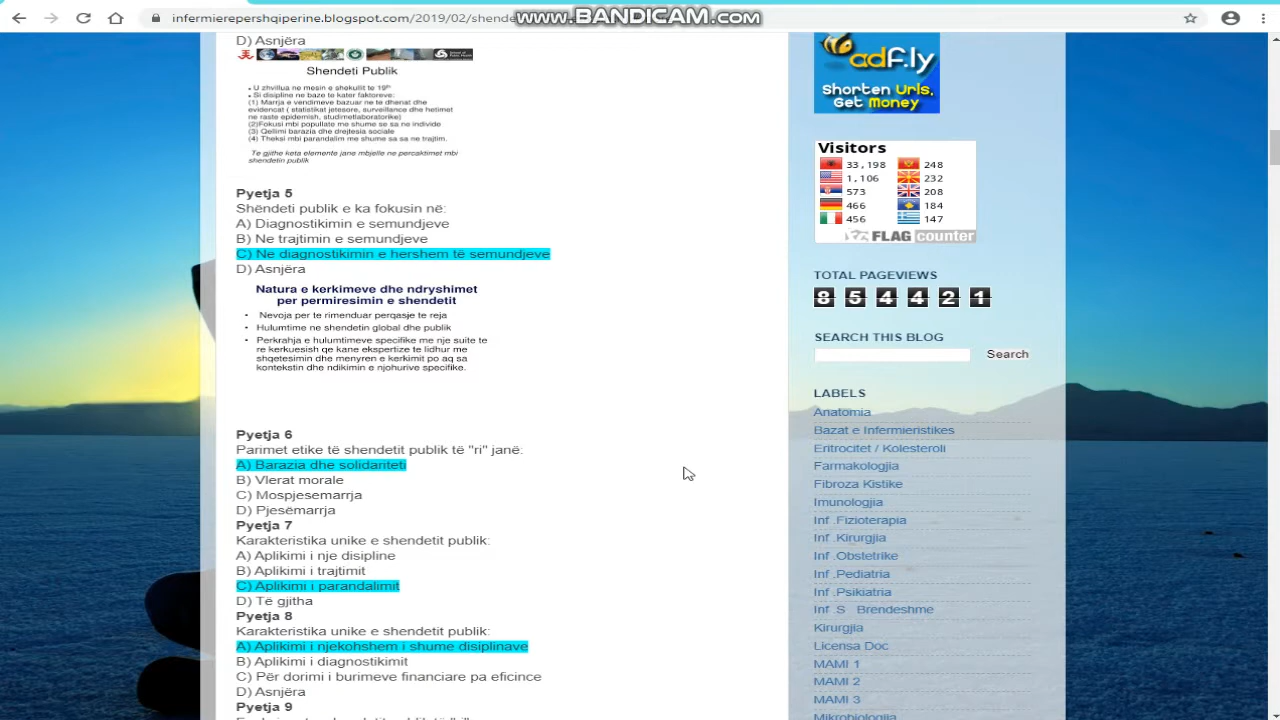 www.BANDICAM.com
infermierepershqiperine.blogspot.com/2019/02/shende
D) Asnjëra
Shendeti Publik
• U zhvillua ne mesin e shekullit te 19th
• Si disipline ne baze te kater faktoreve:
(1) Marrja e vendimeve bazuar ne te dhenat dhe
evidencat ( statistikat jetesore, surveillance dhe hetimet
ne raste epidemish, studimetlaboratorike)
(2)Fokusi mbi popullate me shume se sa ne individe
(3) Qellimi barazia dhe drejtesia sociale
(4) Theksi mbi parandalim me shume sa sa ne trajtim.
Te gjithe keta elemente jane mbjelle ne percaktimet mbi
shendetin publik
Pyetja 5
Shëndeti publik e ka fokusin në:
A) Diagnostikimin e semundjeve
B) Ne trajtimin e semundjeve
C) Ne diagnostikimin e hershem të semundjeve
D) Asnjëra
Natura e kerkimeve dhe ndryshimet
per permiresimin e shendetit
• Nevoja per te rimenduar perqasje te reja
• Hulumtime ne shendetin global dhe publik
• Perkrahja e hulumtimeve specifike me nje suite te
re kerkuesish qe kane ekspertize te lidhur me
shqetesimin dhe menyren e kerkimit po aq sa
kontekstin dhe ndikimin e njohurive specifike.
Pyetja 6
Parimet etike të shendetit publik të "ri" janë:
A) Barazia dhe solidariteti
B) Vlerat morale
C) Mospjesemarrja
D) Pjesëmarrja
Pyetja 7
Karakteristika unike e shendetit publik:
A) Aplikimi i nje disipline
B) Aplikimi i trajtimit
C) Aplikimi i parandalimit
D) Të gjitha
Pyetja 8
Karakteristika unike e shendetit publik:
A) Aplikimi i njekohshem i shume disiplinave
B) Aplikimi i diagnostikimit
C) Për dorimi i burimeve financiare pa eficince
D) Asnjëra
Pyetja 9
adf.ly
Shorten Urls,
Get Money
Visitors
33,198 248
1,106 232
573 208
466 184
456 147
FLAG counter
TOTAL PAGEVIEWS
854421
SEARCH THIS BLOG
Search
LABELS
Anatomia
Bazat e Infermieristikes
Eritrocitet / Kolesteroli
Farmakologjia
Fibroza Kistike
Imunologjia
Inf .Fizioterapia
Inf .Kirurgjia
Inf .Obstetrike
Inf .Pediatria
Inf .Psikiatria
Inf .S Brendeshme
Kirurgjia
Licensa Doc
MAMI 1
MAMI 2
MAMI 3
Mikrobiologjia